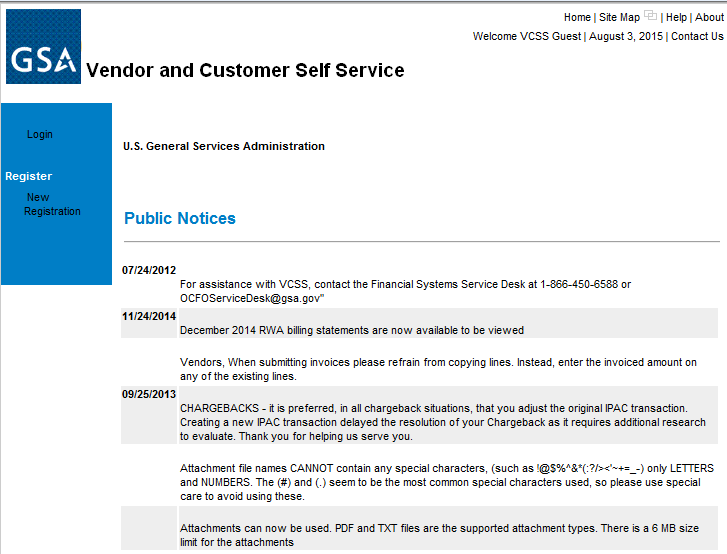 Home | Site Map | Help | About
Welcome VCSS Guest | August 3, 2015 | Contact Us
GSA
Vendor and Customer Self Service
Login
Register
New
Registration
U.S. General Services Administration
Public Notices
07/24/2012
For assistance with VCSS, contact the Financial Systems Service Desk at 1-866-450-6588 or
OCFOServiceDesk@gsa.gov"
11/24/2014
December 2014 RWA billing statements are now available to be viewed
Vendors, When submitting invoices please refrain from copying lines. Instead, enter the invoiced amount on
any of the existing lines.
09/25/2013
CHARGEBACKS - it is preferred, in all chargeback situations, that you adjust the original IPAC transaction.
Creating a new IPAC transaction delayed the resolution of your Chargeback as it requires additional research
to evaluate. Thank you for helping us serve you.
Attachment file names CANNOT contain any special characters, (such as !@$%^&*(:?/><'~+=_-) only LETTERS
and NUMBERS. The (#) and (.) seem to be the most common special characters used, so please use special
care to avoid using these.
Attachments can now be used. PDF and TXT files are the supported attachment types. There is a 6 MB size
limit for the attachments